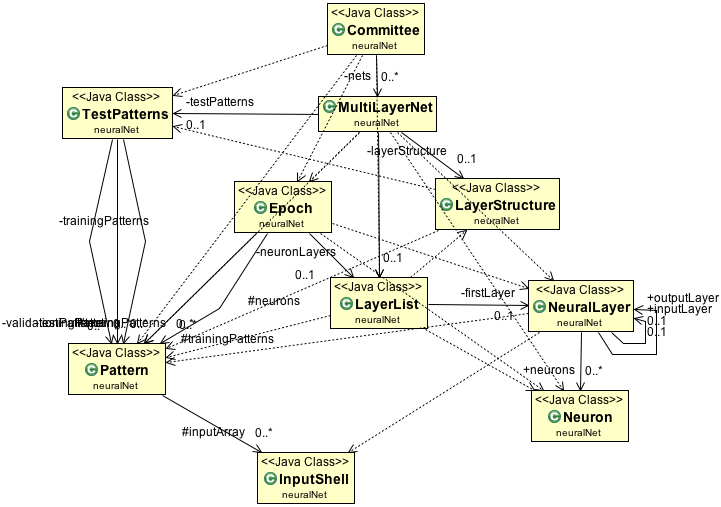 <<Java Class>>
Committee
neuralNet
-nets
0..*
<<Java Class>>
TestPatterns
neuralNet
-testPatterns
0..1
<<Java Class>>
MultiLayerNet
neuralNet
-layerStructure
0..1
<<Java Class>>
Epoch
neuralNet
<<Java Class>>
LayerStructure
neuralNet
-trainingPatterns
-neuronLayers
0..1
0..1
<<Java Class>>
LayerList
neuralNet
#neurons
-firstLayer
0..1
<<Java Class>>
NeuralLayer
neuralNet
+outputLayer
+inputLayer
0..1
0..1
0..*
#trainingPatterns
<<Java Class>>
Pattern
neuralNet
+neurons
0..*
<<Java Class>>
Neuron
neuralNet
#inputArray
0..*
<<Java Class>>
InputShell
neuralNet